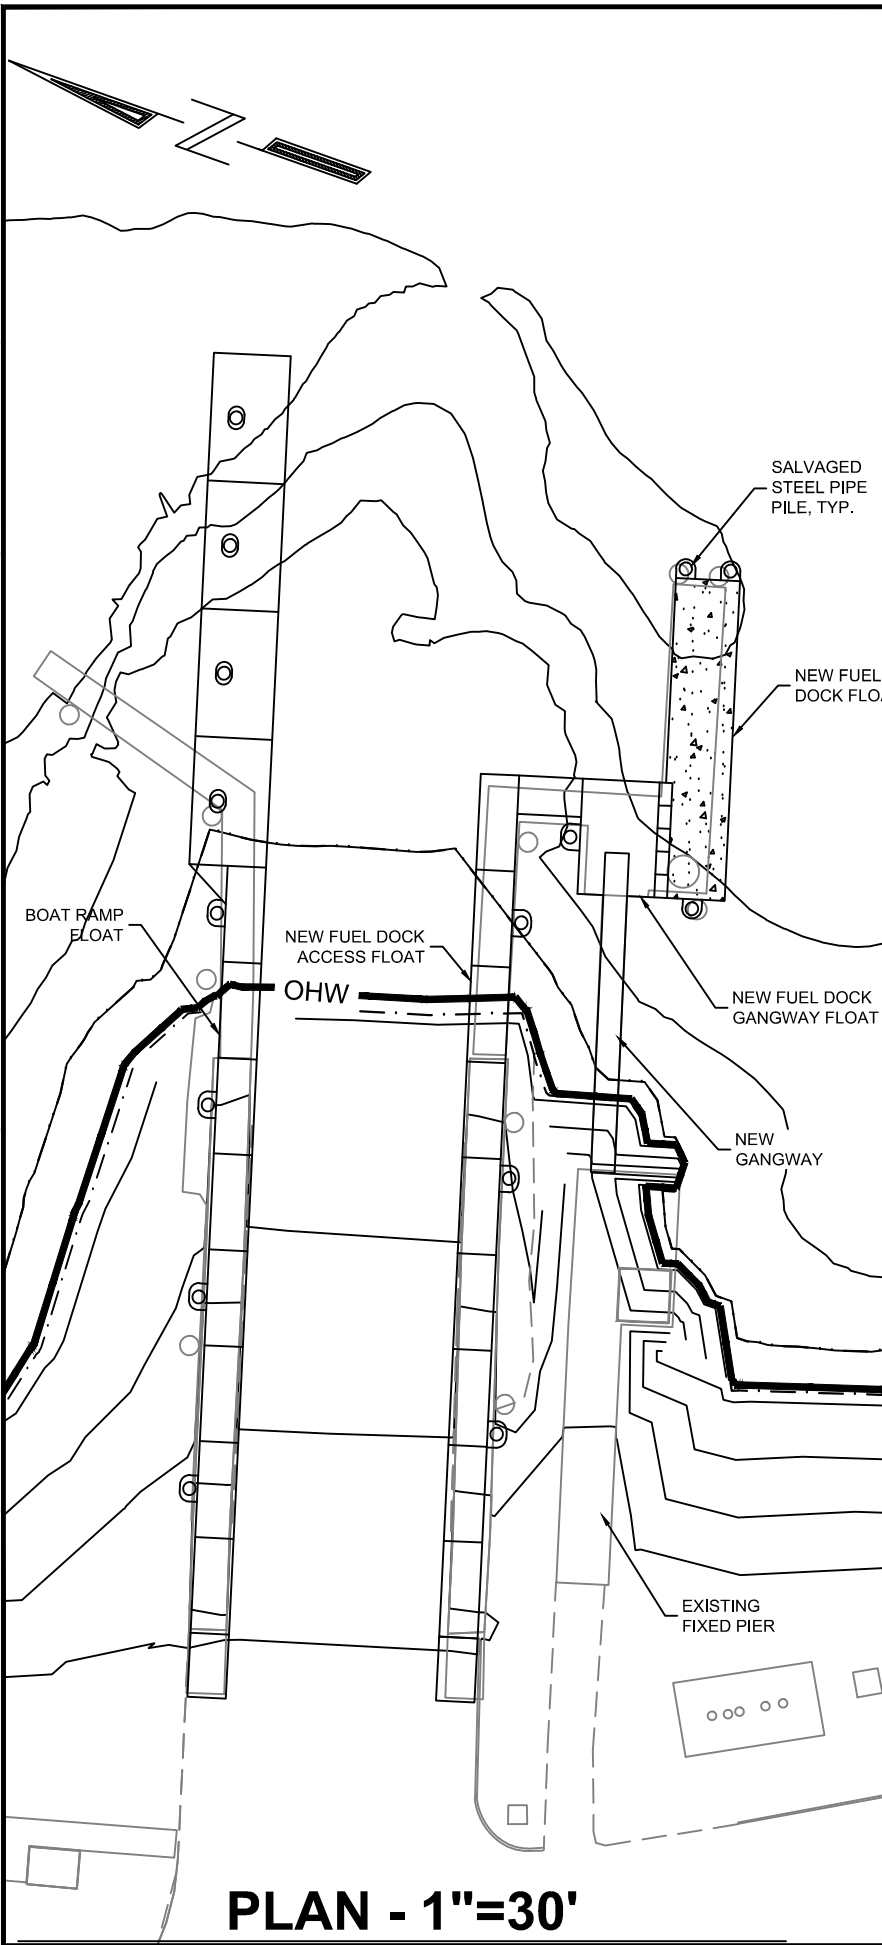 SALVAGED
STEEL PIPE
PILE, TYP.
NEW FUEL
DOCK FLO
BOAT RAMP
FLOAT
NEW FUEL DOCK
ACCESS FLOAT
OHW
NEW FUEL DOCK
GANGWAY FLOAT
NEW
GANGWAY
EXISTING
FIXED PIER
PLAN - 1"=30'